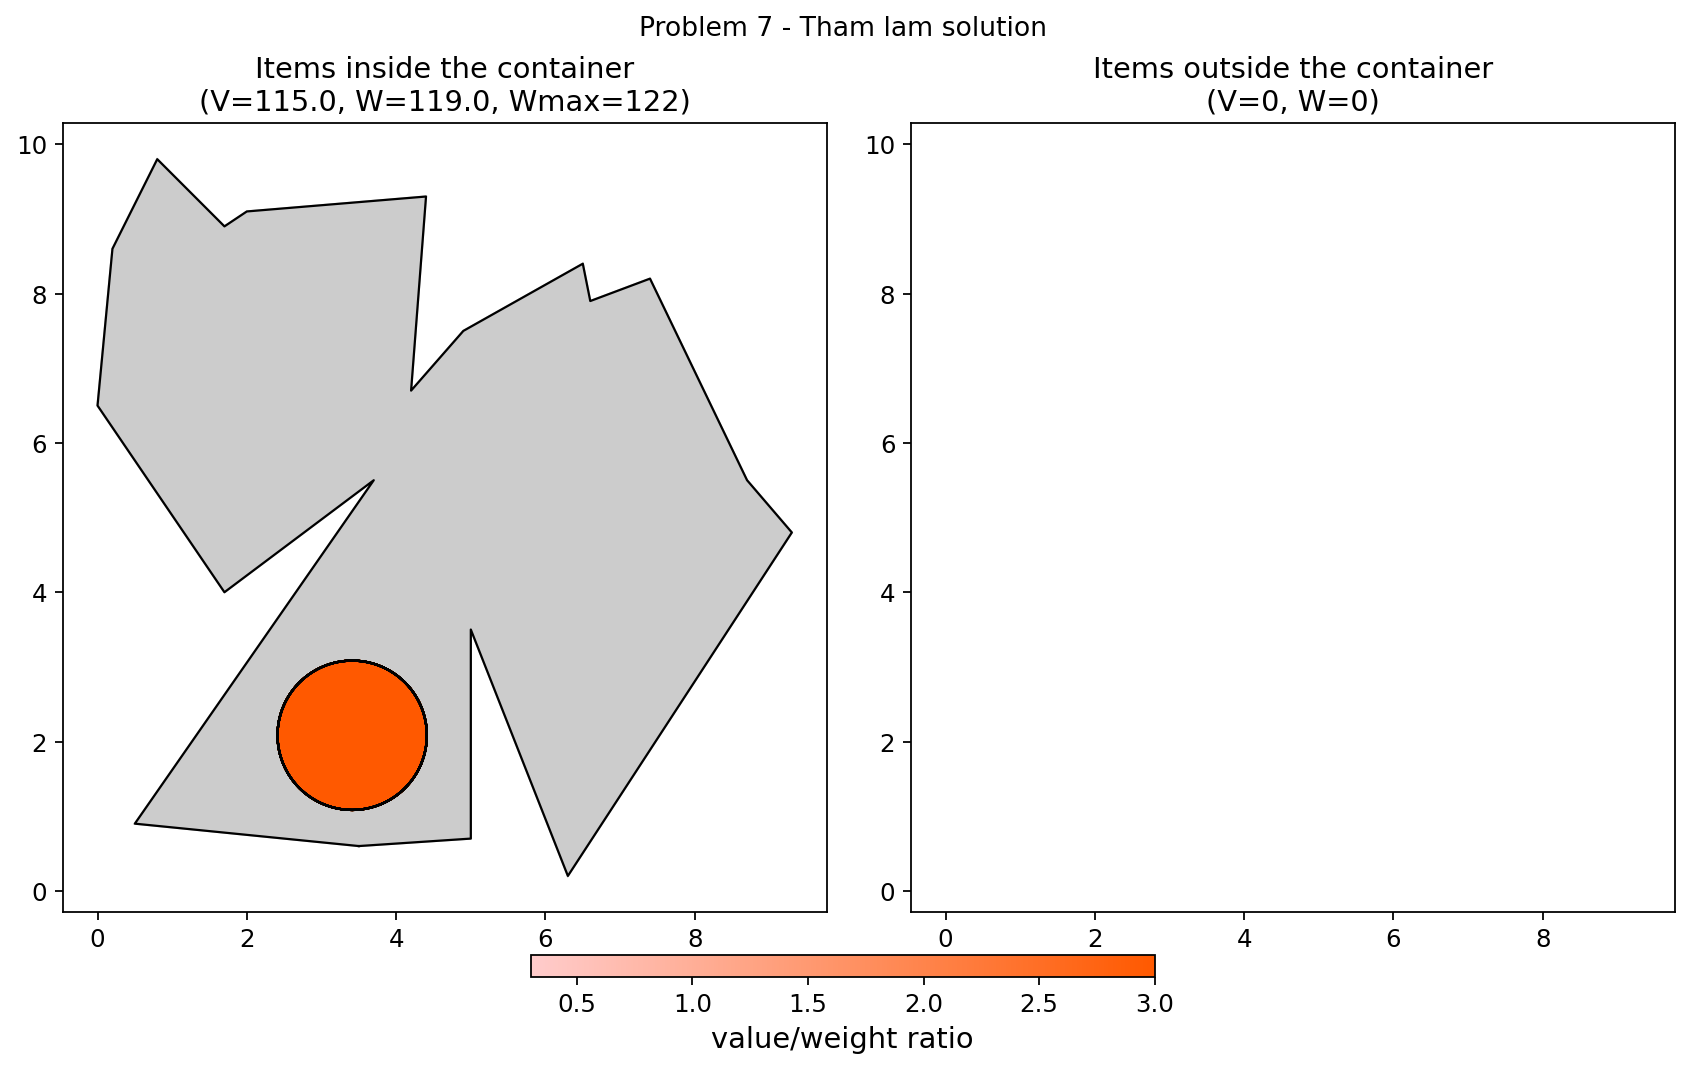 Problem 7 - Tham lam solution
Items inside the container
(V=115.0, W=119.0, Wmax=122)
10
8
6
4
2
0
0 2 4 6 8
Items outside the container
(V=0, W=0)
10
8
6
4
2
0
0 2 4 6 8
0.5 1.0 1.5 2.0 2.5 3.0
value/weight ratio